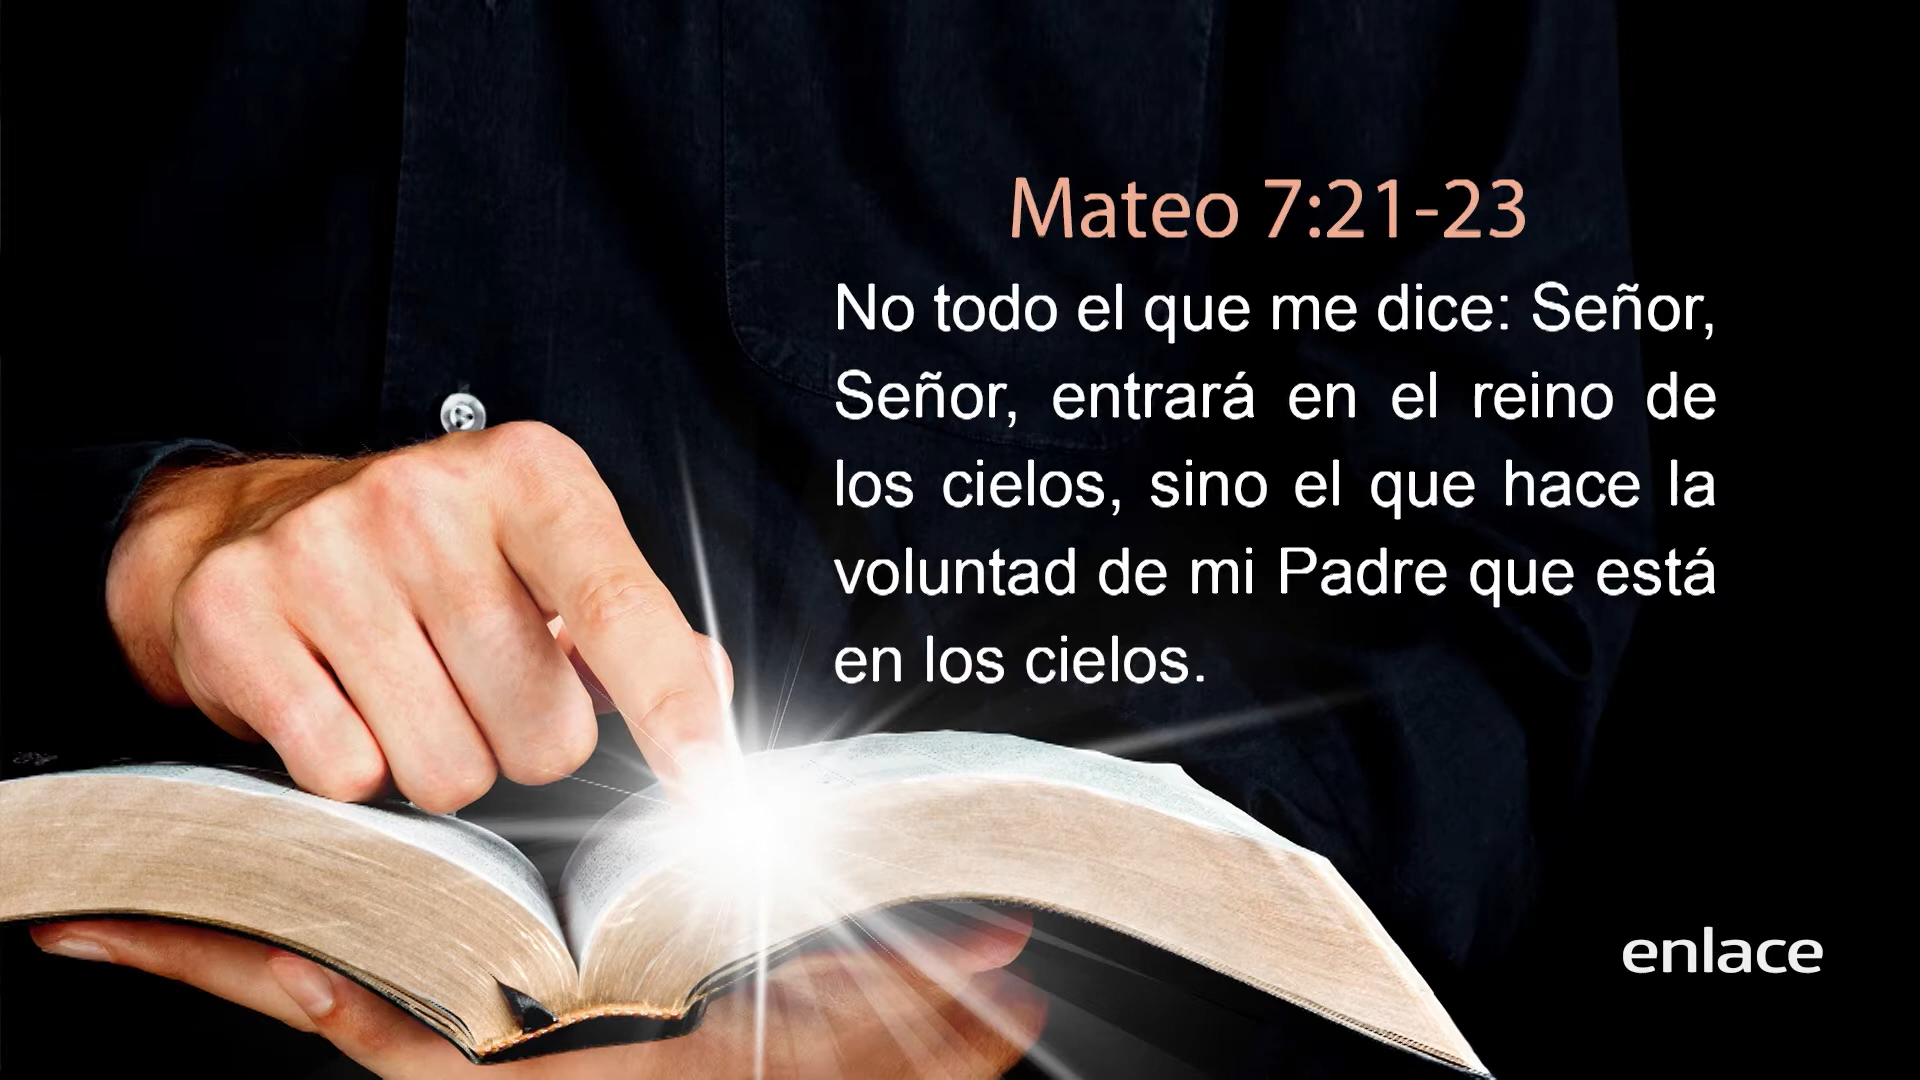 Mateo 7:21-23
No todo el que me dice: Señor,
Señor, entrará en el reino de
los cielos, sino el que hace la
voluntad de mi Padre que está
en los cielos.
enlace